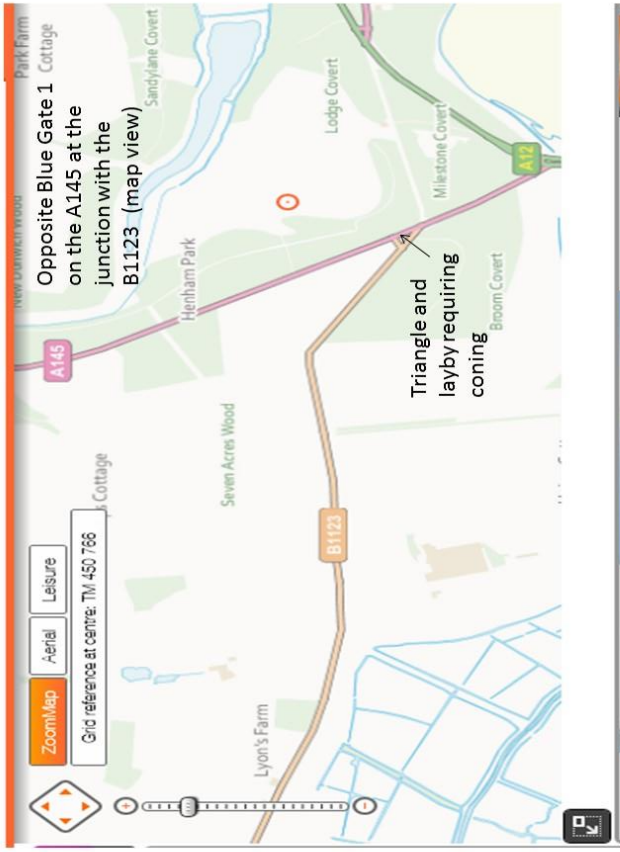 Park Farm
Cottage
Opposite Blue Gate 1
on the A145 at the
junction with the
B1123 (map view)
Sandylane Covert
Lodge Covert
Milestone Covert
A12
Henham Park
A145
Triangle and
layby requiring
coning
Broom Covert
Seven Acres Wood
s Cottage
B1123
ZoomMap
Aerial
Leisure
Grid reference at centre: TM 450 766
Lyon's Farm